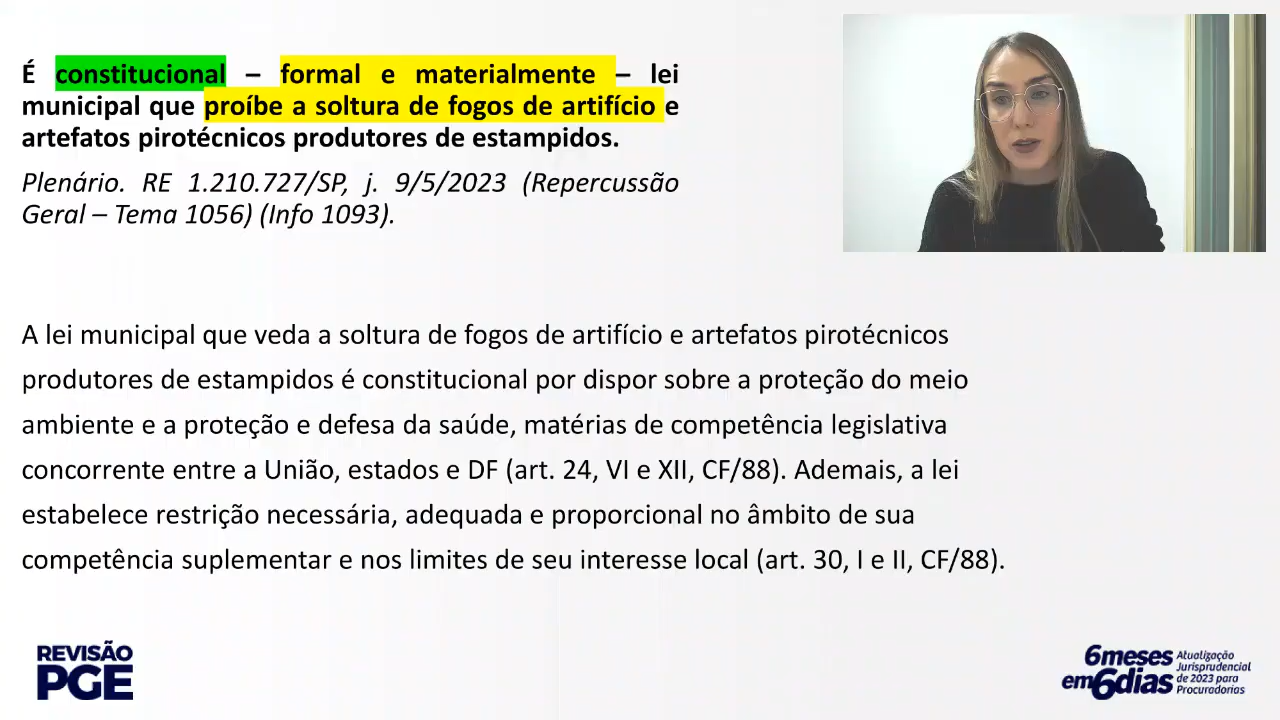 É constitucional – formal e materialmente – lei
municipal que proíbe a soltura de fogos de artifício e
artefatos pirotécnicos produtores de estampidos.
Plenário. RE 1.210.727/SP, j. 9/5/2023 (Repercussão
Geral – Tema 1056) (Info 1093).
A lei municipal que veda a soltura de fogos de artifício e artefatos pirotécnicos
produtores de estampidos é constitucional por dispor sobre a proteção do meio
ambiente e a proteção e defesa da saúde, matérias de competência legislativa
concorrente entre a União, estados e DF (art. 24, VI e XII, CF/88). Ademais, a lei
estabelece restrição necessária, adequada e proporcional no âmbito de sua
competência suplementar e nos limites de seu interesse local (art. 30, I e II, CF/88).
REVISÃO
PGE
6meses
em6dias
Atualização
Jurisprudencial
de 2023 para
Procuradorias